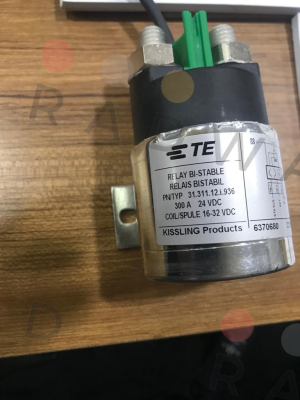 TE
RELAY BI-STABLE
RELAIS BISTABIL
PN/TYP 31.311.12.i.936
300 A 24 VDC
COIL/SPULE 16-32 VDC
KISSLING Products 6370680